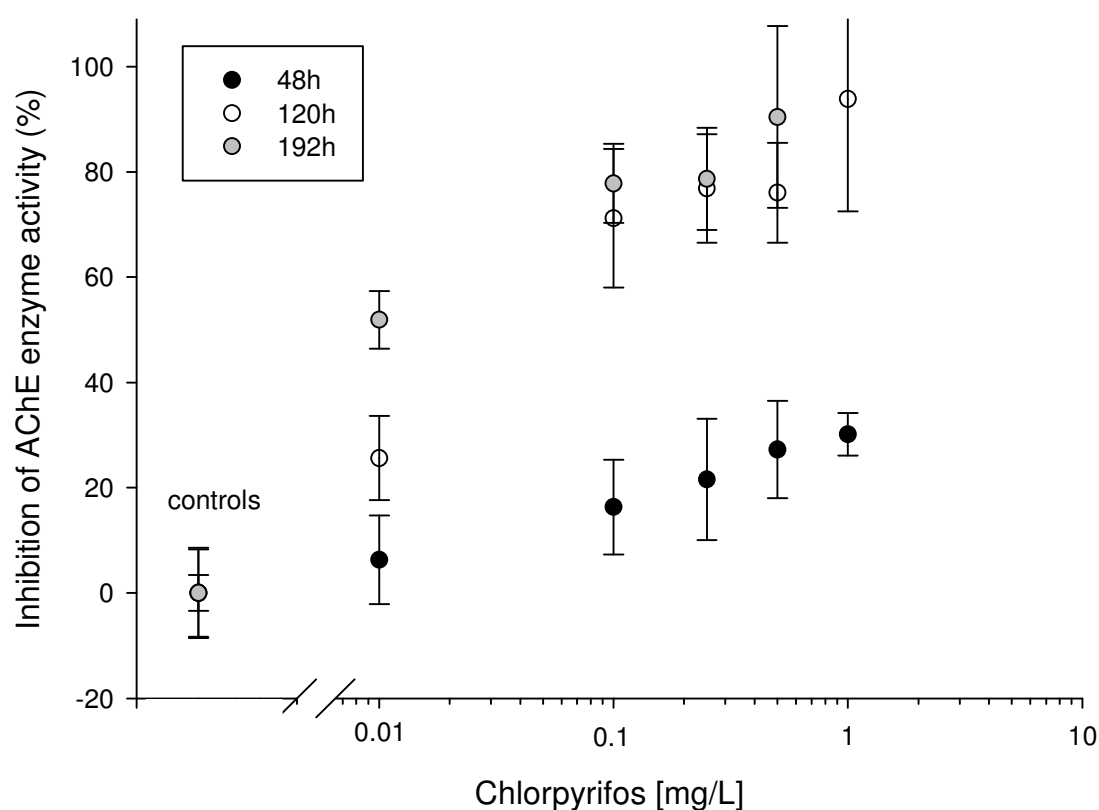 Inhibition of AChE enzyme activity (%)
100
80
60
40
20
0
-20
48h
120h
192h
controls
0.01
0.1
1
10
Chlorpyrifos [mg/L]